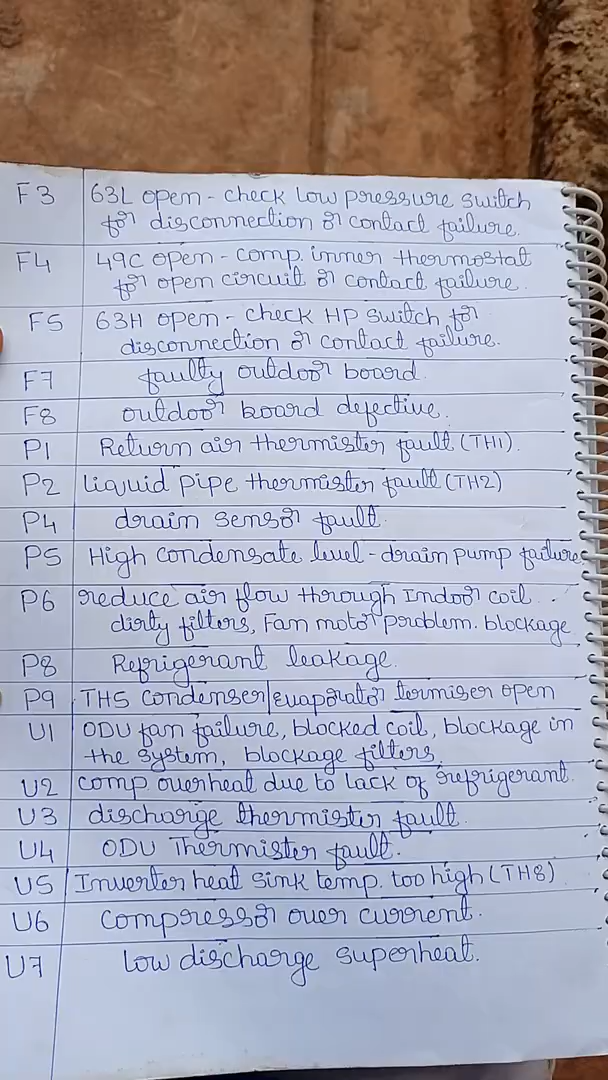 F3 63L open - check low pressure switch
for disconnection or contact failure.
F4 49C open - comp. inner thermostat
for open circuit or contact failure.
F5 63H open - check HP switch for
disconnection or contact failure.
F7 faulty outdoor board.
F8 outdoor board defective.
P1 Return air thermister fault (TH1).
P2 liquid pipe thermister fault (TH2)
P4 drain sensor fault.
P5 High condensate level - drain pump failure
P6 reduce air flow through Indoor coil.
dirty filters, Fan motor problem. blockage
P8 Refrigerant leakage.
P9 TH5 condenser/Evaporator termiser open
U1 ODU fan failure, blocked coil, blockage in
the system, blockage filters,
U2 comp overheat due to lack of refrigerant.
U3 discharge thermister fault.
U4 ODU Thermister fault.
U5 Inverter heat sink temp. too high (TH8)
U6 compressor over current.
U7 low discharge superheat.